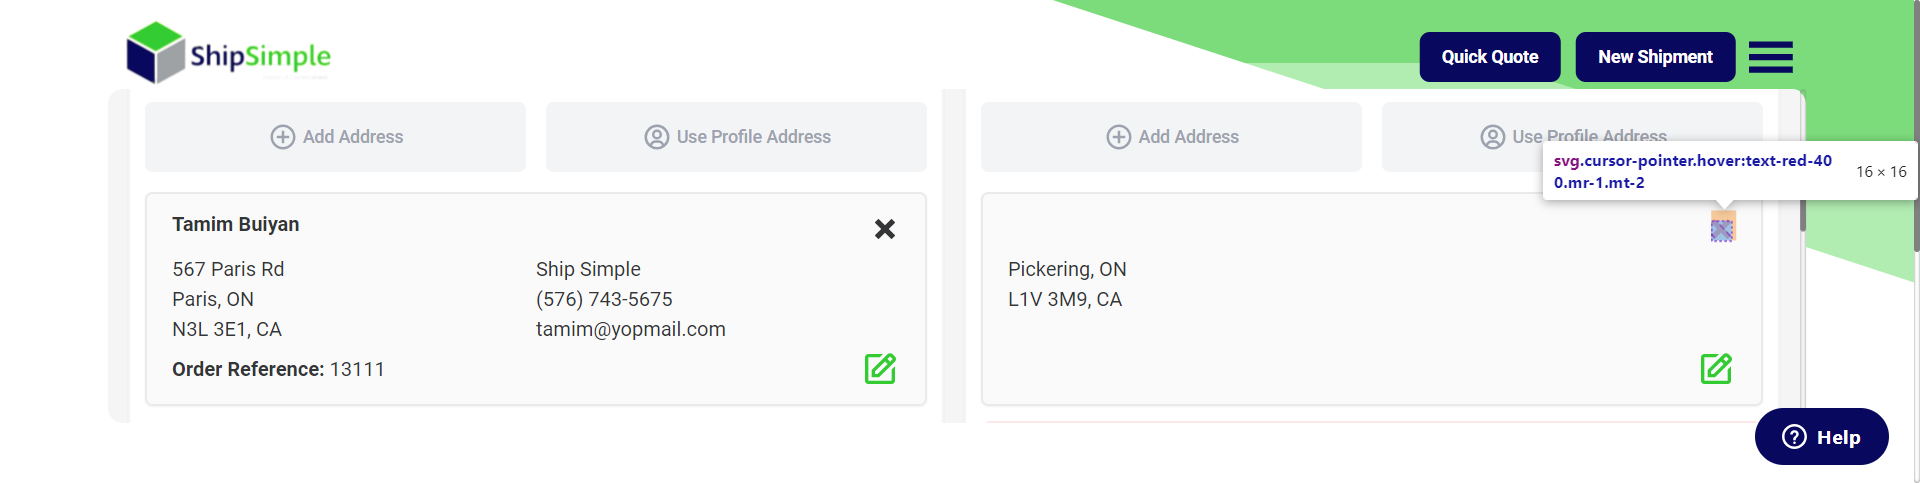 ShipSimple
Quick Quote
New Shipment
Add Address
Use Profile Address
Add Address
Use Profile Address
svg.cursor-pointer.hover:text-red-40
0.mr-1.mt-2
16 × 16
Tamim Buiyan
567 Paris Rd
Paris, ON
N3L 3E1, CA
Ship Simple
(576) 743-5675
tamim@yopmail.com
Order Reference: 13111
Pickering, ON
L1V 3M9, CA
Help